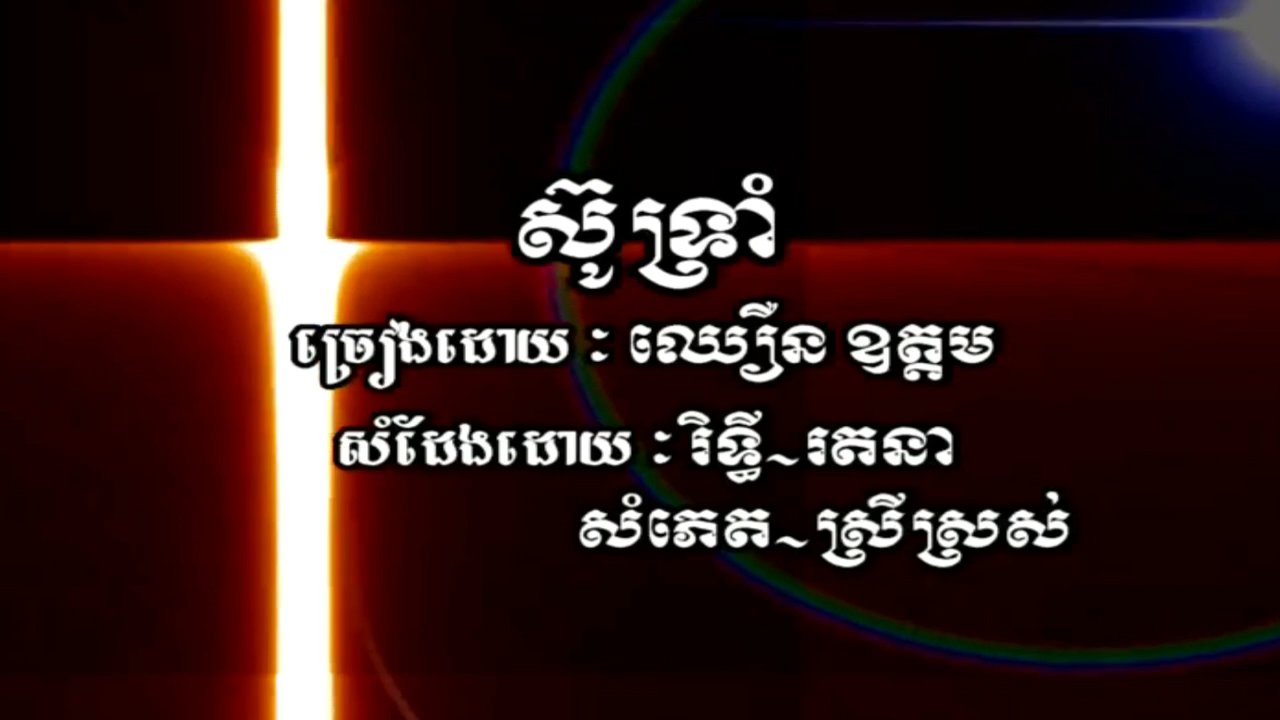 ស៊ូទ្រាំ
ច្រៀងដោយ ៈ ឈឿន ឧត្តម
សំដែងដោយ ៈ រិទ្ធី~រតនា
សំភេត~ស្រីស្រស់